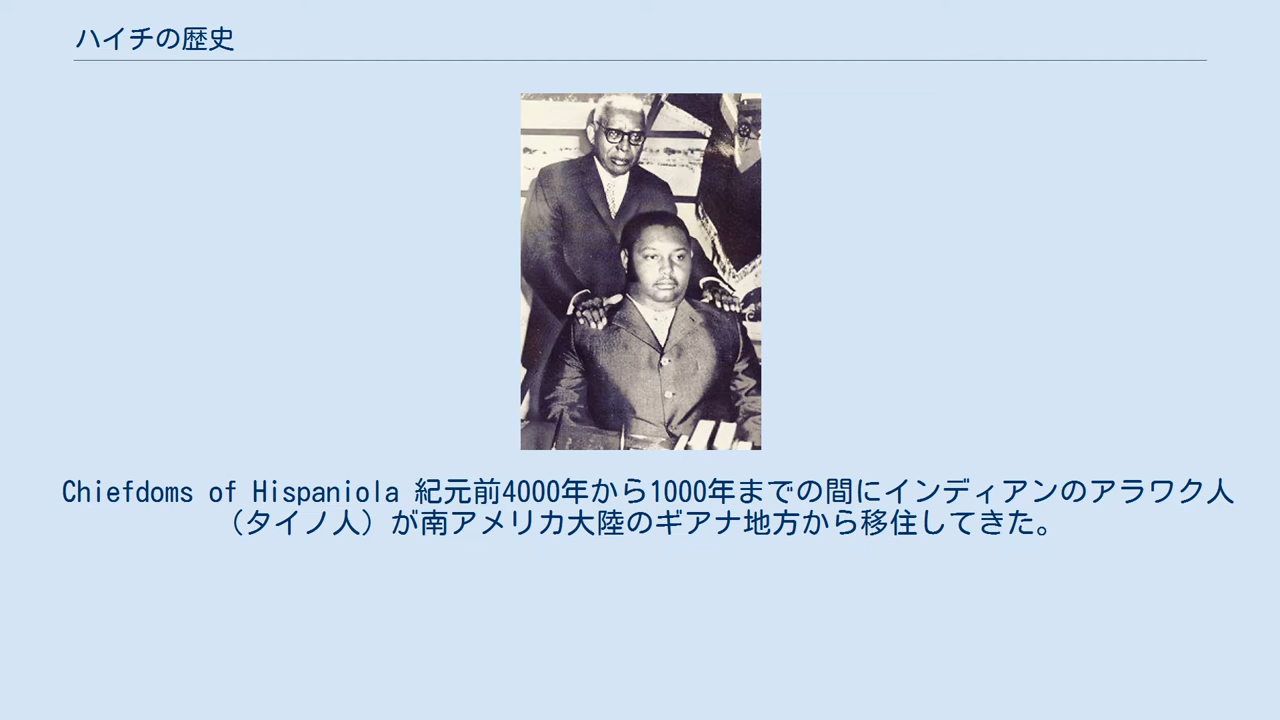 ハイチの歴史
Chiefdoms of Hispaniola 紀元前4000年から1000年までの間にインディアンのアラワク人
（タイノ人）が南アメリカ大陸のギアナ地方から移住してきた。